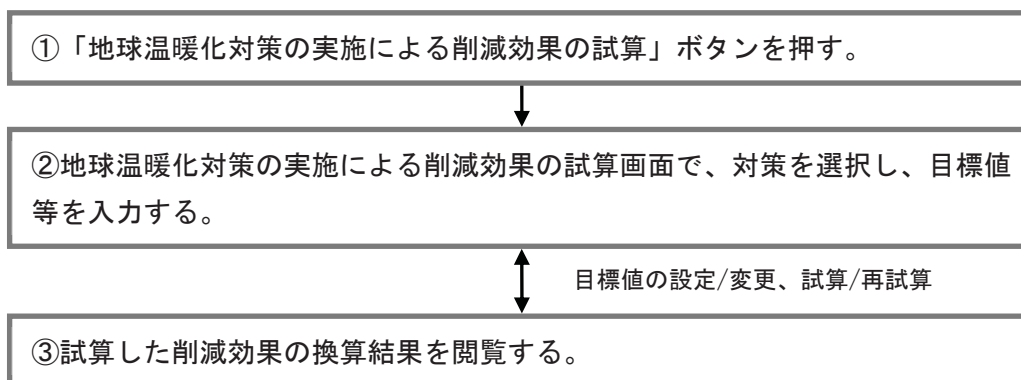 ①「地球温暖化対策の実施による削減効果の試算」ボタンを押す。
②地球温暖化対策の実施による削減効果の試算画面で、対策を選択し、目標値
等を入力する。
目標値の設定/変更、試算/再試算
③試算した削減効果の換算結果を閲覧する。